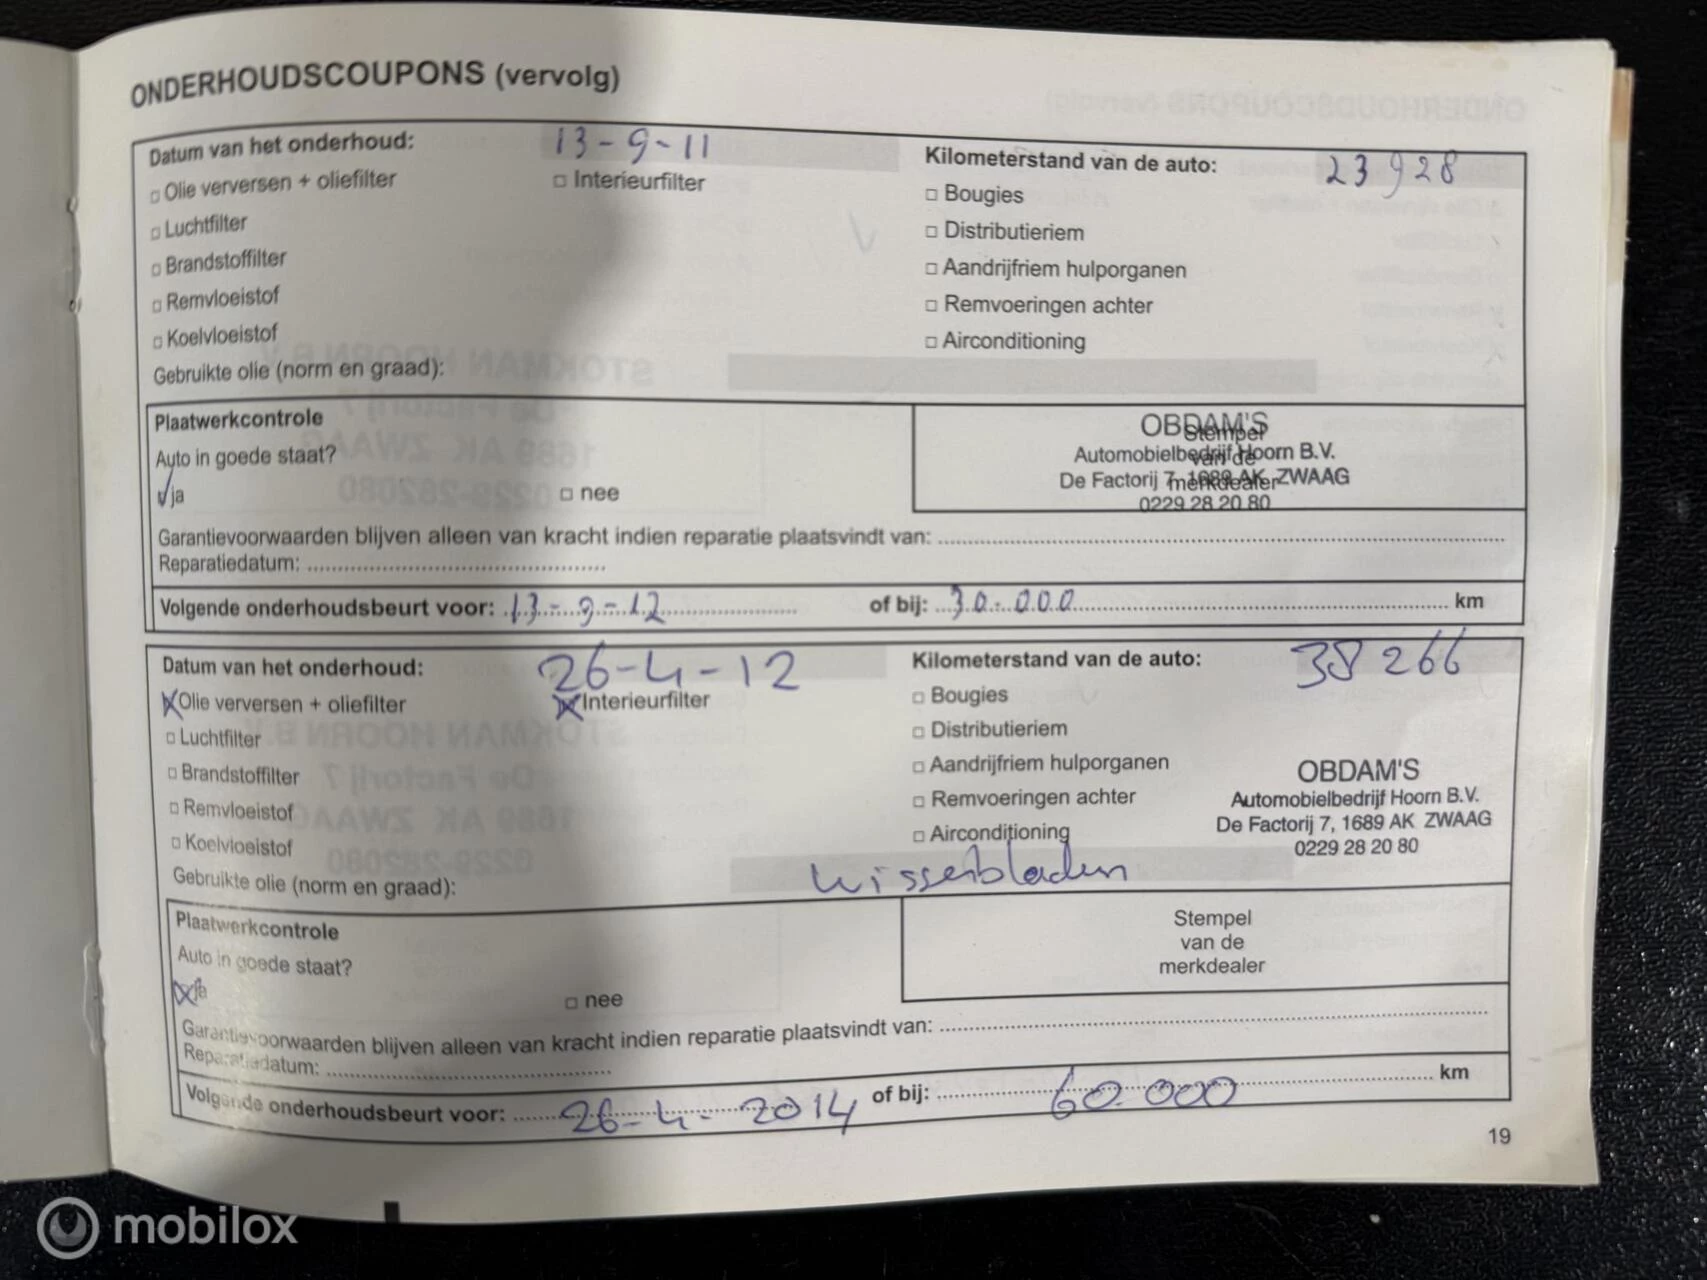 ONDERHOUDSCOUPONS (vervolg)
Datum van het onderhoud: 13-9-11 Kilometerstand van de auto: 23928
Olie verversen + oliefilter Interieurfilter Bougies
Luchtfilter Distributieriem
Brandstoffilter Aandrijfriem hulporganen
Remvloeistof Remvoeringen achter
Koelvloeistof Airconditioning
Gebruikte olie (norm en graad):
Plaatwerkcontrole
Auto in goede staat?
ja nee
Stempel
van de
merkdealer
OBDAM'S
Automobielbedrijf Hoorn B.V.
De Factorij 7, 1689 AK ZWAAG
0229 28 20 80
Garantievoorwaarden blijven alleen van kracht indien reparatie plaatsvindt van:
Reparatiedatum:
Volgende onderhoudsbeurt voor: 13-9-12 of bij: 30.000 km
Datum van het onderhoud: 26-4-12 Kilometerstand van de auto: 38266
Olie verversen + oliefilter Interieurfilter Bougies
Luchtfilter Distributieriem
Brandstoffilter Aandrijfriem hulporganen
Remvloeistof Remvoeringen achter
Koelvloeistof Airconditioning
OBDAM'S
Automobielbedrijf Hoorn B.V.
De Factorij 7, 1689 AK ZWAAG
0229 28 20 80
Gebruikte olie (norm en graad): wisserbladen
Plaatwerkcontrole
Auto in goede staat?
ja nee
Stempel
van de
merkdealer
Garantievoorwaarden blijven alleen van kracht indien reparatie plaatsvindt van:
Reparatiedatum:
Volgende onderhoudsbeurt voor: 26-4-2014 of bij: 60.000 km
19
mobilox